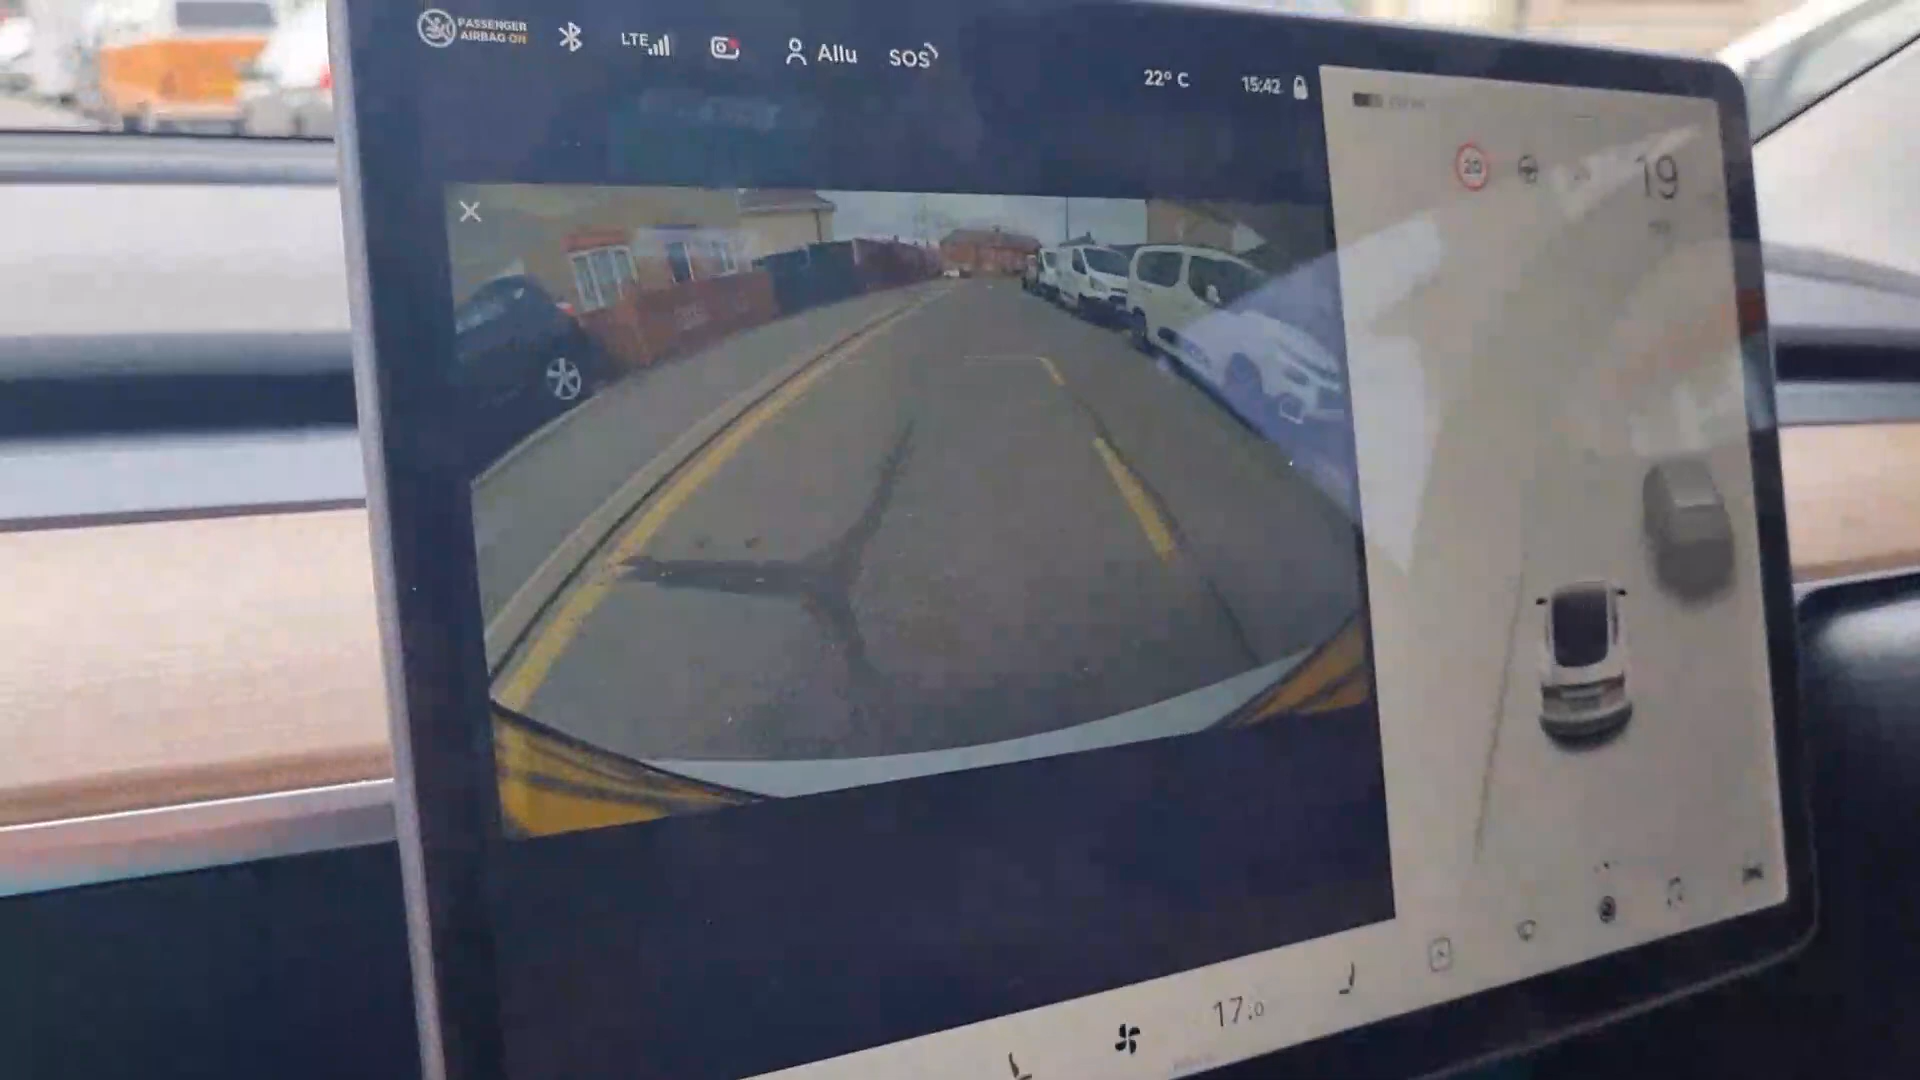 PASSENGER
AIRBAG ON
LTE
Allu
SOS
22° C
15:42
20
19
17.0